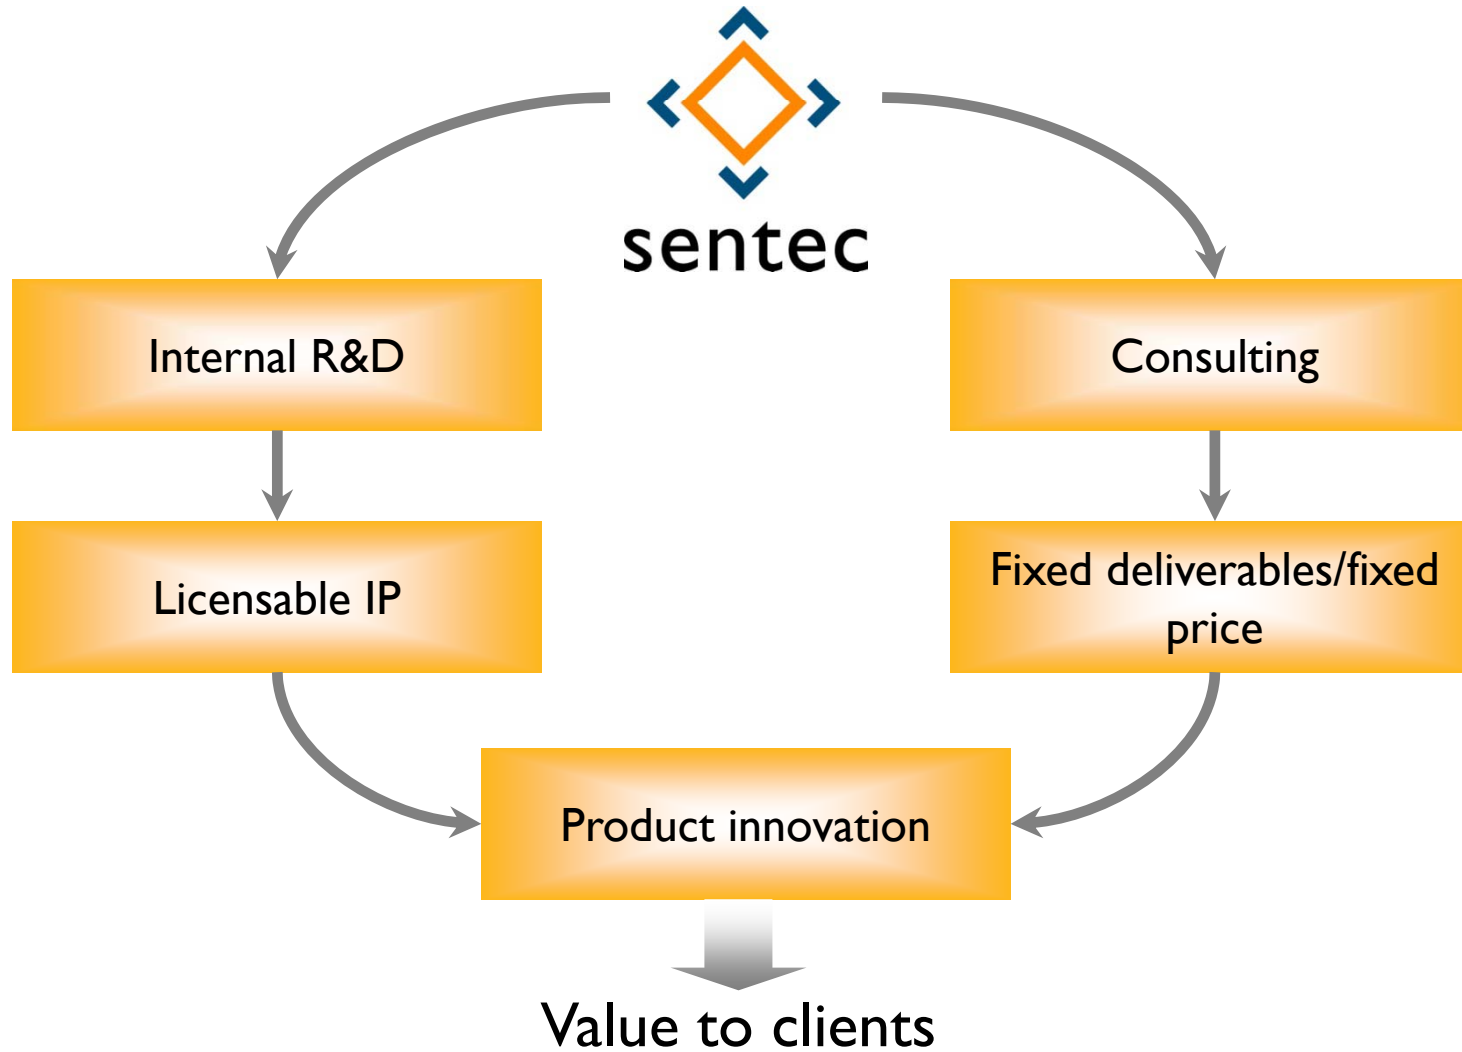 sentec
Internal R&D
Consulting
Licensable IP
Fixed deliverables/fixed
price
Product innovation
Value to clients